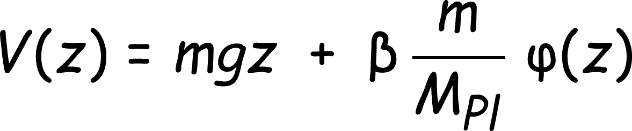 V(z) = mgz + β m/M_Pl φ(z)